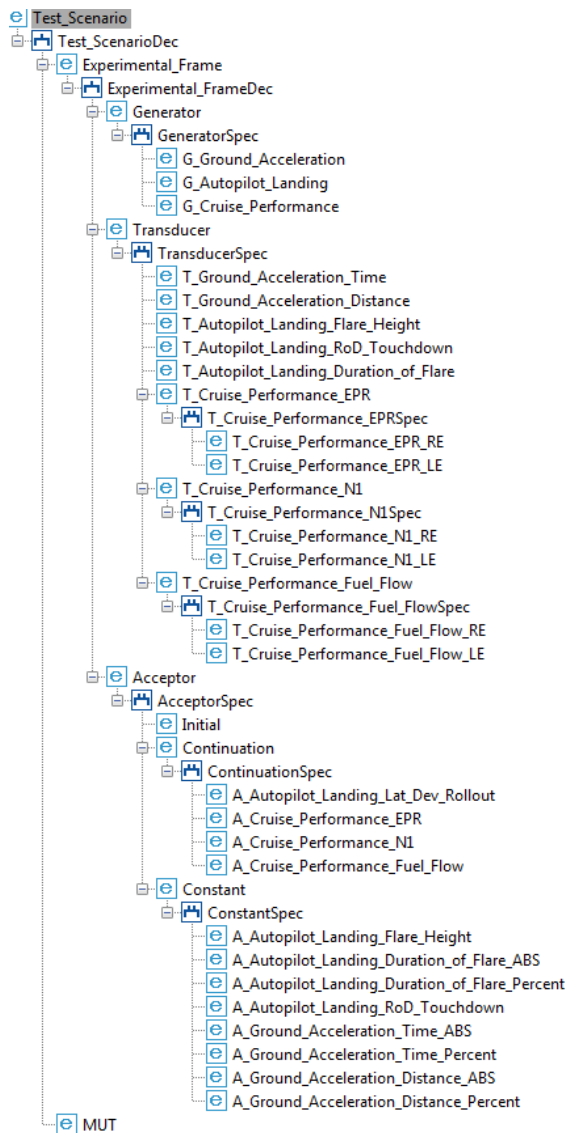 Test_Scenario
Test_ScenarioDec
Experimental_Frame
Experimental_FrameDec
Generator
GeneratorSpec
G_Ground_Acceleration
G_Autopilot_Landing
G_Cruise_Performance
Transducer
TransducerSpec
T_Ground_Acceleration_Time
T_Ground_Acceleration_Distance
T_Autopilot_Landing_Flare_Height
T_Autopilot_Landing_RoD_Touchdown
T_Autopilot_Landing_Duration_of_Flare
T_Cruise_Performance_EPR
T_Cruise_Performance_EPRSpec
T_Cruise_Performance_EPR_RE
T_Cruise_Performance_EPR_LE
T_Cruise_Performance_N1
T_Cruise_Performance_N1Spec
T_Cruise_Performance_N1_RE
T_Cruise_Performance_N1_LE
T_Cruise_Performance_Fuel_Flow
T_Cruise_Performance_Fuel_FlowSpec
T_Cruise_Performance_Fuel_Flow_RE
T_Cruise_Performance_Fuel_Flow_LE
Acceptor
AcceptorSpec
Initial
Continuation
ContinuationSpec
A_Autopilot_Landing_Lat_Dev_Rollout
A_Cruise_Performance_EPR
A_Cruise_Performance_N1
A_Cruise_Performance_Fuel_Flow
Constant
ConstantSpec
A_Autopilot_Landing_Flare_Height
A_Autopilot_Landing_Duration_of_Flare_ABS
A_Autopilot_Landing_Duration_of_Flare_Percent
A_Autopilot_Landing_RoD_Touchdown
A_Ground_Acceleration_Time_ABS
A_Ground_Acceleration_Time_Percent
A_Ground_Acceleration_Distance_ABS
A_Ground_Acceleration_Distance_Percent
MUT